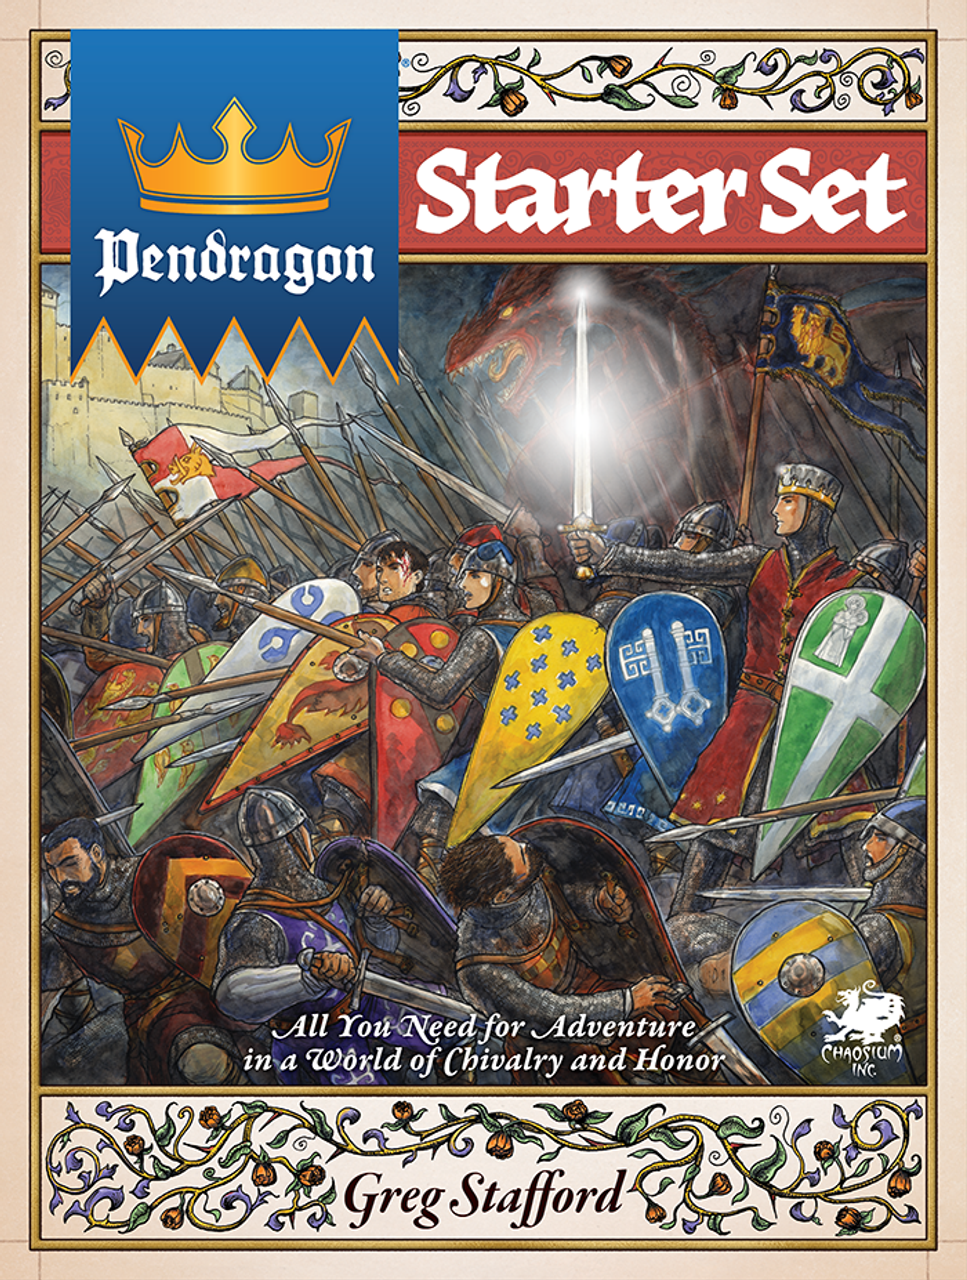 Pendragon
Starter Set
All You Need for Adventure
in a World of Chivalry and Honor
CHAOSIUM
INC.
®
Greg Stafford